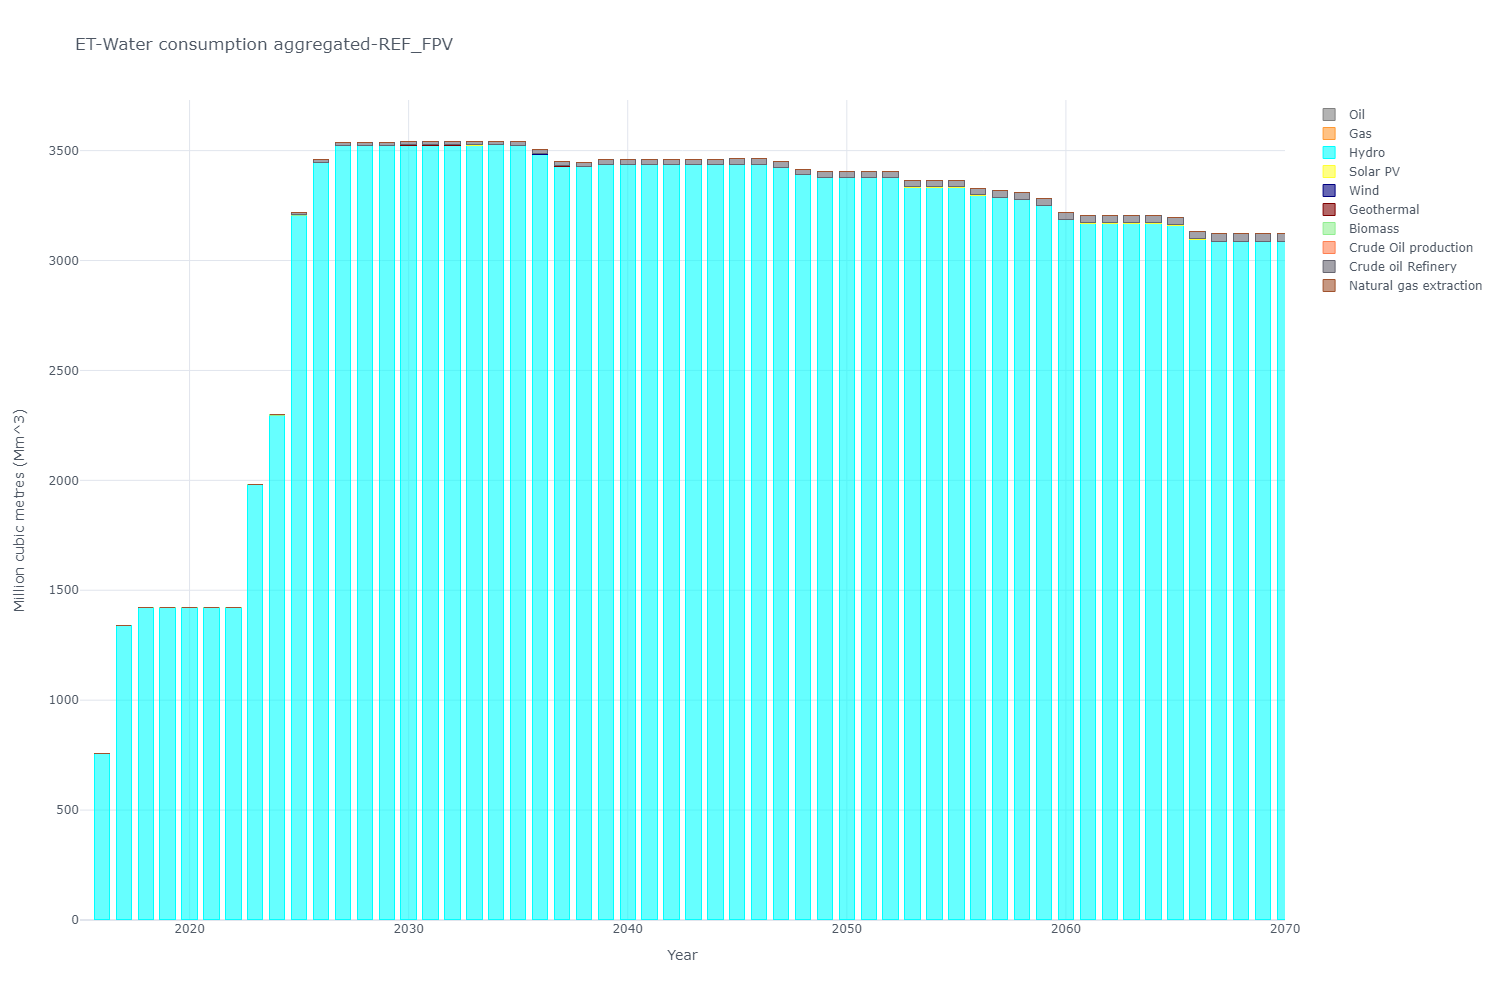 ET-Water consumption aggregated-REF_FPV
Oil
Gas
Hydro
Solar PV
Wind
Geothermal
Biomass
Crude Oil production
Crude oil Refinery
Natural gas extraction
3500
3000
2500
2000
1500
1000
500
0
Million cubic metres (Mm^3)
2020 2030 2040 2050 2060 2070
Year